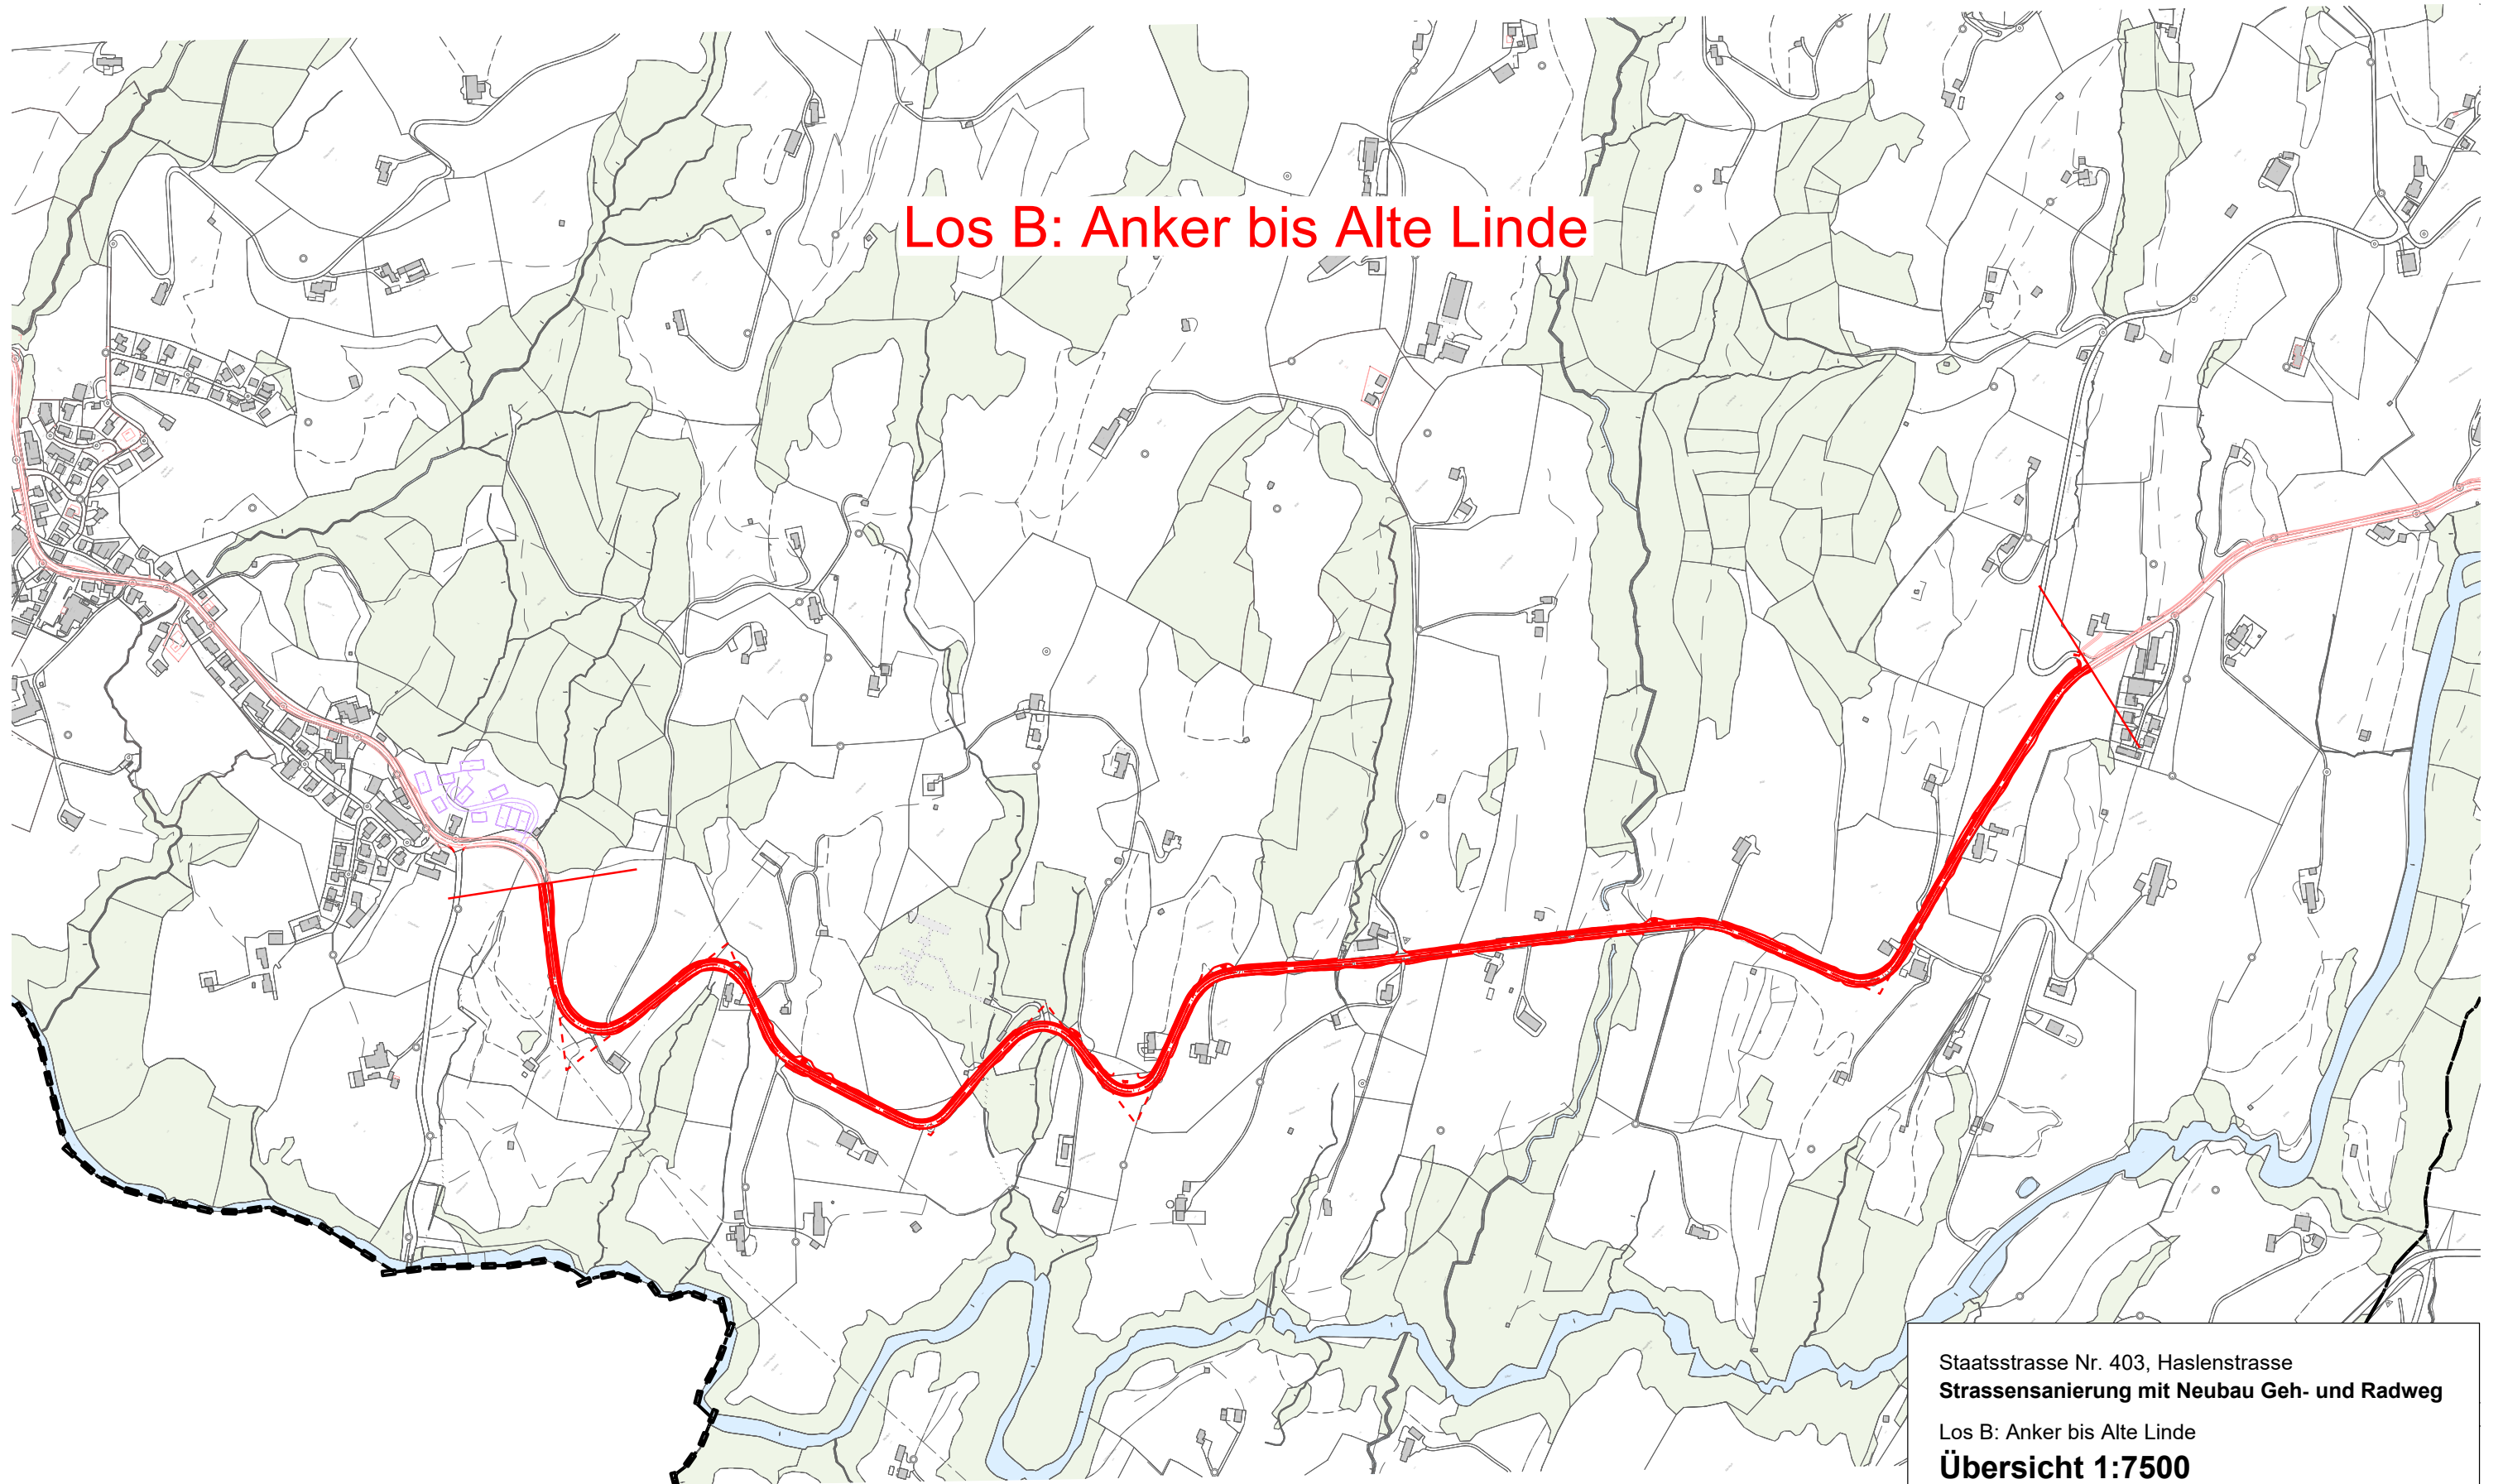 Los B: Anker bis Alte Linde
Staatsstrasse Nr. 403, Haslenstrasse
Strassensanierung mit Neubau Geh- und Radweg
Los B: Anker bis Alte Linde
Übersicht 1:7500